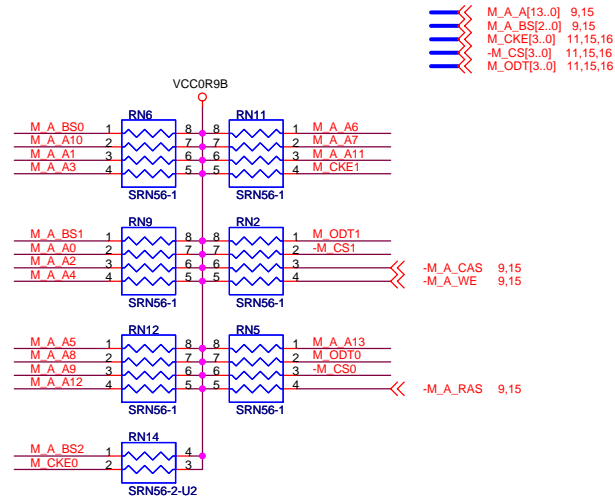 M_A_A[13..0] 9,15
M_A_BS[2..0] 9,15
M_CKE[3..0] 11,15,16
-M_CS[3..0] 11,15,16
M_ODT[3..0] 11,15,16
VCC0R9B
RN6 RN11
M_A_BS0 1 8 8 1 M_A_A6
M_A_A10 2 7 7 2 M_A_A7
M_A_A1 3 6 6 3 M_A_A11
M_A_A3 4 5 5 4 M_CKE1
SRN56-1 SRN56-1
RN9 RN2
M_A_BS1 1 8 8 1 M_ODT1
M_A_A0 2 7 7 2 -M_CS1
M_A_A2 3 6 6 3 -M_A_CAS 9,15
M_A_A4 4 5 5 4 -M_A_WE 9,15
SRN56-1 SRN56-1
RN12 RN5
M_A_A5 1 8 8 1 M_A_A13
M_A_A8 2 7 7 2 M_ODT0
M_A_A9 3 6 6 3 -M_CS0
M_A_A12 4 5 5 4 -M_A_RAS 9,15
SRN56-1 SRN56-1
RN14
M_A_BS2 1 4
M_CKE0 2 3
SRN56-2-U2